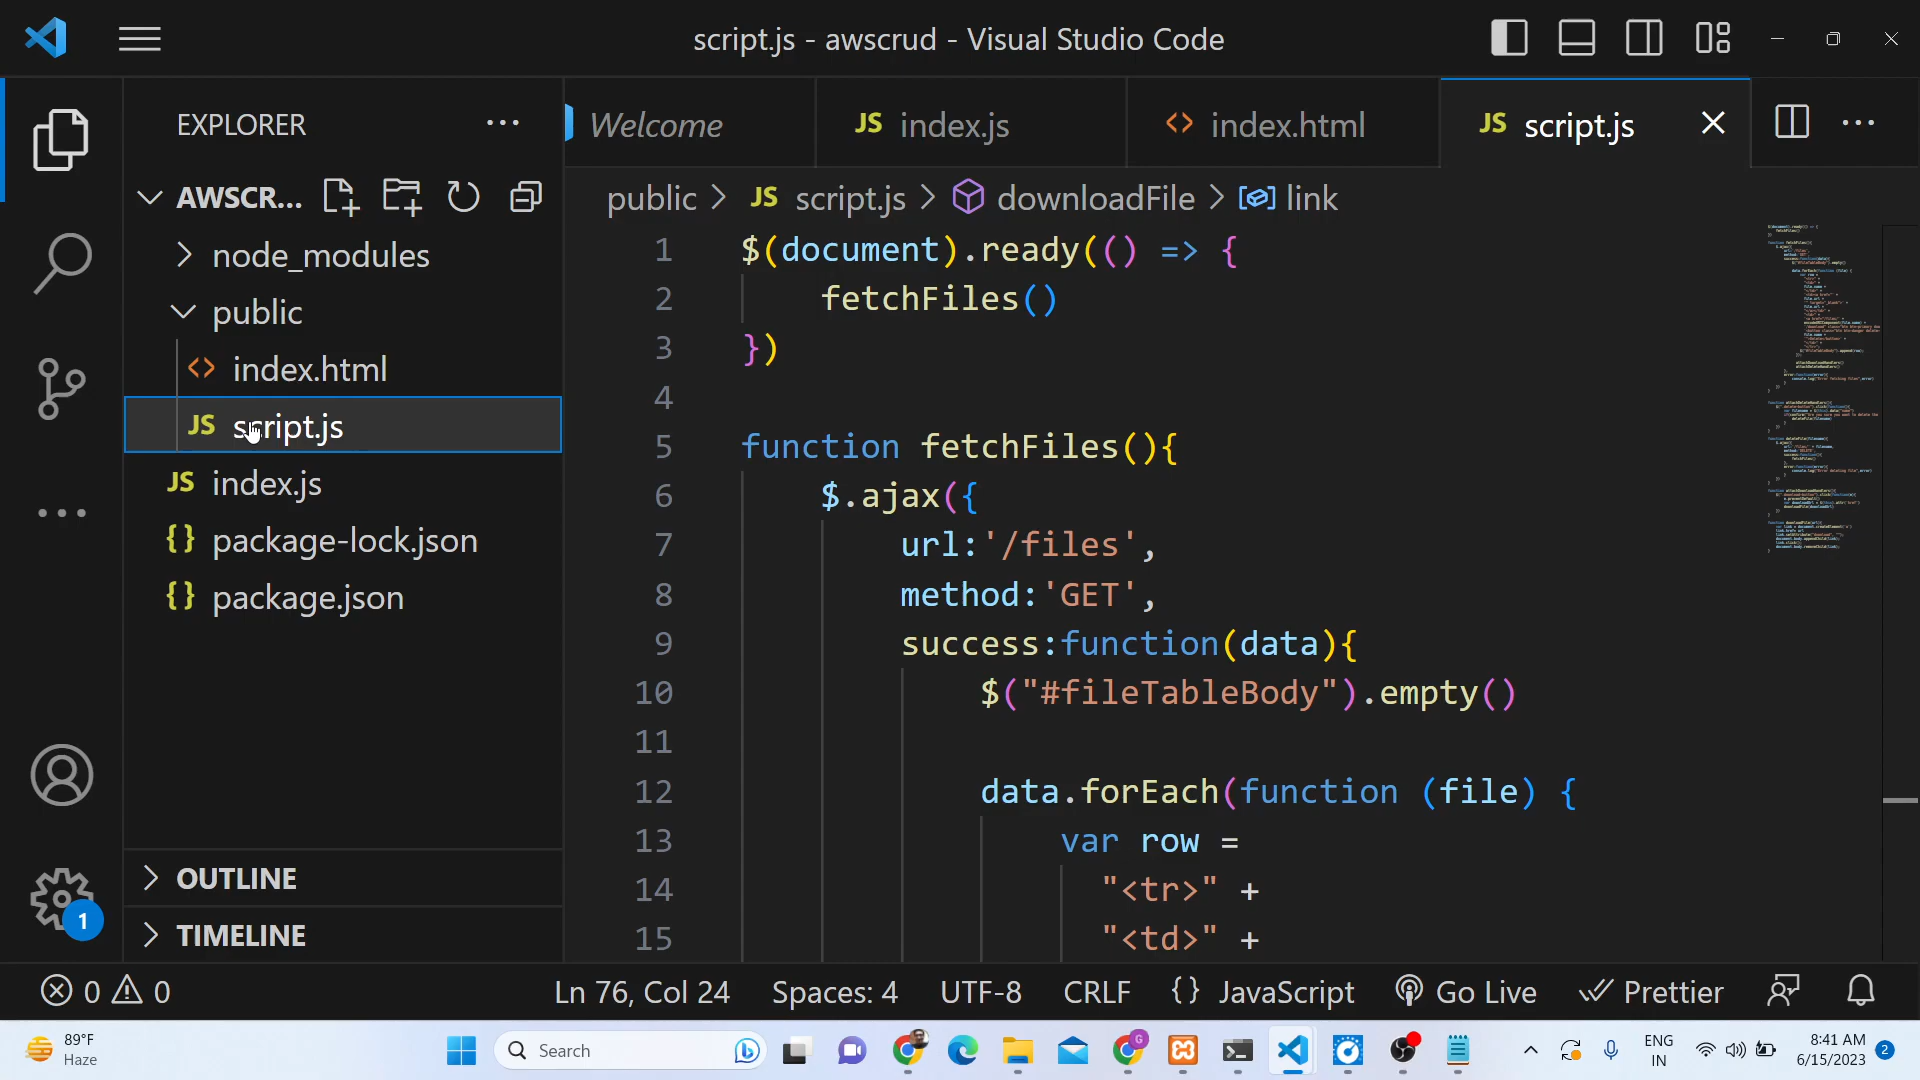 script.js - awscrud - Visual Studio Code
EXPLORER
Welcome
JS index.js
index.html
JS script.js
AWSCR...
public > JS script.js > downloadFile > link
node_modules
public
index.html
JS script.js
JS index.js
{} package-lock.json
{} package.json
OUTLINE
TIMELINE
1 $(document).ready(() => {
2 fetchFiles()
3 })
4
5 function fetchFiles(){
6 $.ajax({
7 url:'/files',
8 method:'GET',
9 success:function(data){
10 $("#fileTableBody").empty()
11
12 data.forEach(function (file) {
13 var row =
14 "<tr>" +
15 "<td>" +
1
0 0
Ln 76, Col 24
Spaces: 4
UTF-8
CRLF
{} JavaScript
Go Live
Prettier
89°F
Haze
Search
G
ENG
IN
8:41 AM
6/15/2023
2